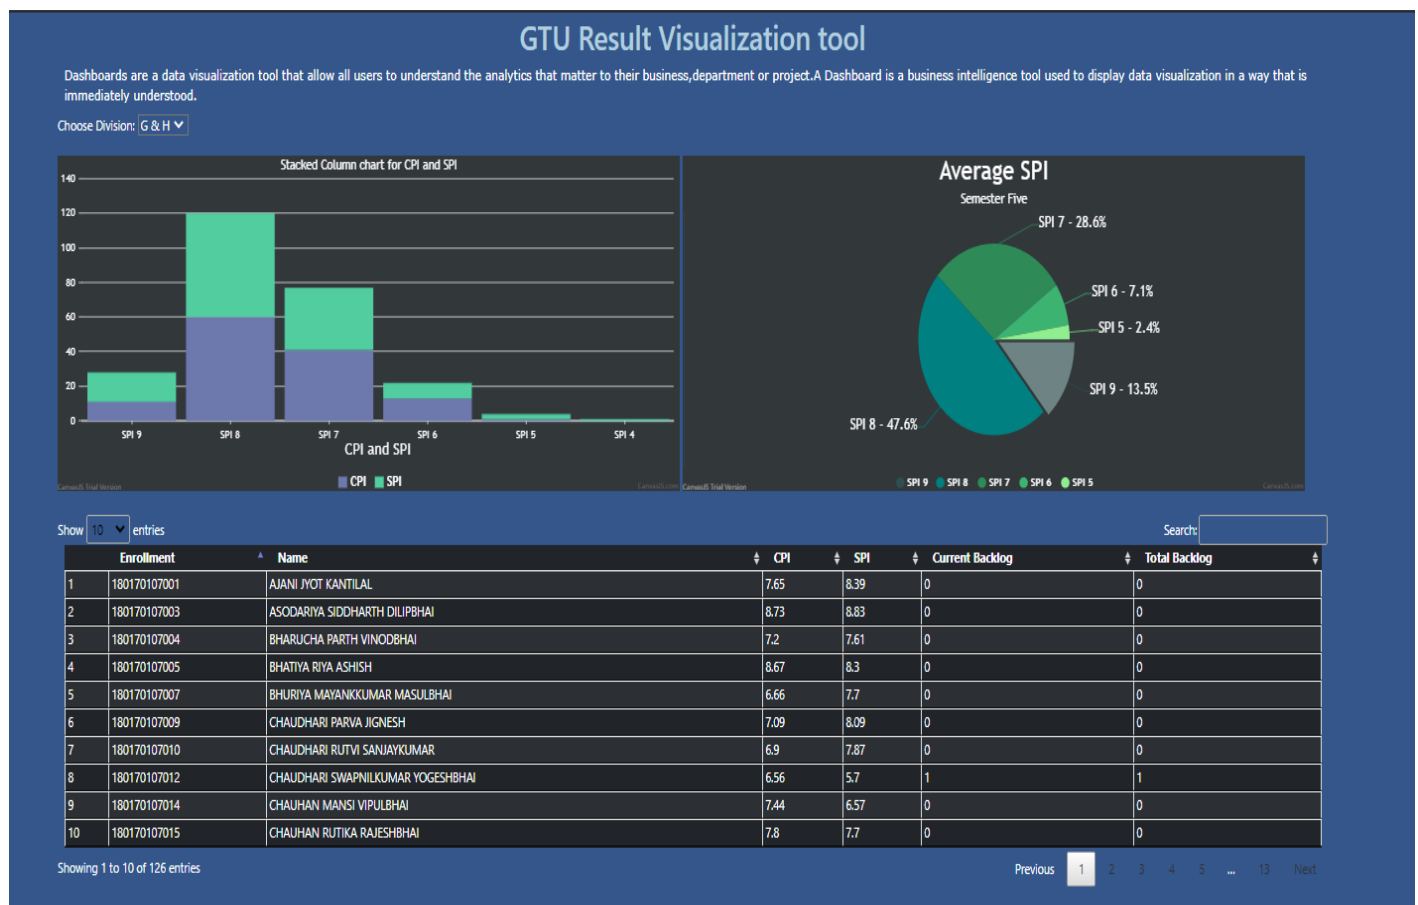 GTU Result Visualization tool
Dashboards are a data visualization tool that allow all users to understand the analytics that matter to their business,department or project.A Dashboard is a business intelligence tool used to display data visualization in a way that is
immediately understood.
Choose Division: G & H
Stacked Column chart for CPI and SPI
140
120
100
80
60
40
20
0
SPI 9 SPI 8 SPI 7 SPI 6 SPI 5 SPI 4
CPI and SPI
CPI SPI
CanvasJS Trial Version CanvasJS.com
Average SPI
Semester Five
SPI 7 - 28.6%
SPI 6 - 7.1%
SPI 5 - 2.4%
SPI 9 - 13.5%
SPI 8 - 47.6%
SPI 9 SPI 8 SPI 7 SPI 6 SPI 5
CanvasJS Trial Version CanvasJS.com
Show 10 entries Search:
Enrollment Name CPI SPI Current Backlog Total Backlog
1 180170107001 AJANI JYOT KANTILAL 7.65 8.39 0 0
2 180170107003 ASODARIYA SIDDHARTH DILIPBHAI 8.73 8.83 0 0
3 180170107004 BHARUCHA PARTH VINODBHAI 7.2 7.61 0 0
4 180170107005 BHATIYA RIYA ASHISH 8.67 8.3 0 0
5 180170107007 BHURIYA MAYANKKUMAR MASULBHAI 6.66 7.7 0 0
6 180170107009 CHAUDHARI PARVA JIGNESH 7.09 8.09 0 0
7 180170107010 CHAUDHARI RUTVI SANJAYKUMAR 6.9 7.87 0 0
8 180170107012 CHAUDHARI SWAPNILKUMAR YOGESHBHAI 6.56 5.7 1 1
9 180170107014 CHAUHAN MANSI VIPULBHAI 7.44 6.57 0 0
10 180170107015 CHAUHAN RUTIKA RAJESHBHAI 7.8 7.7 0 0
Showing 1 to 10 of 126 entries Previous 1 2 3 4 5 ... 13 Next